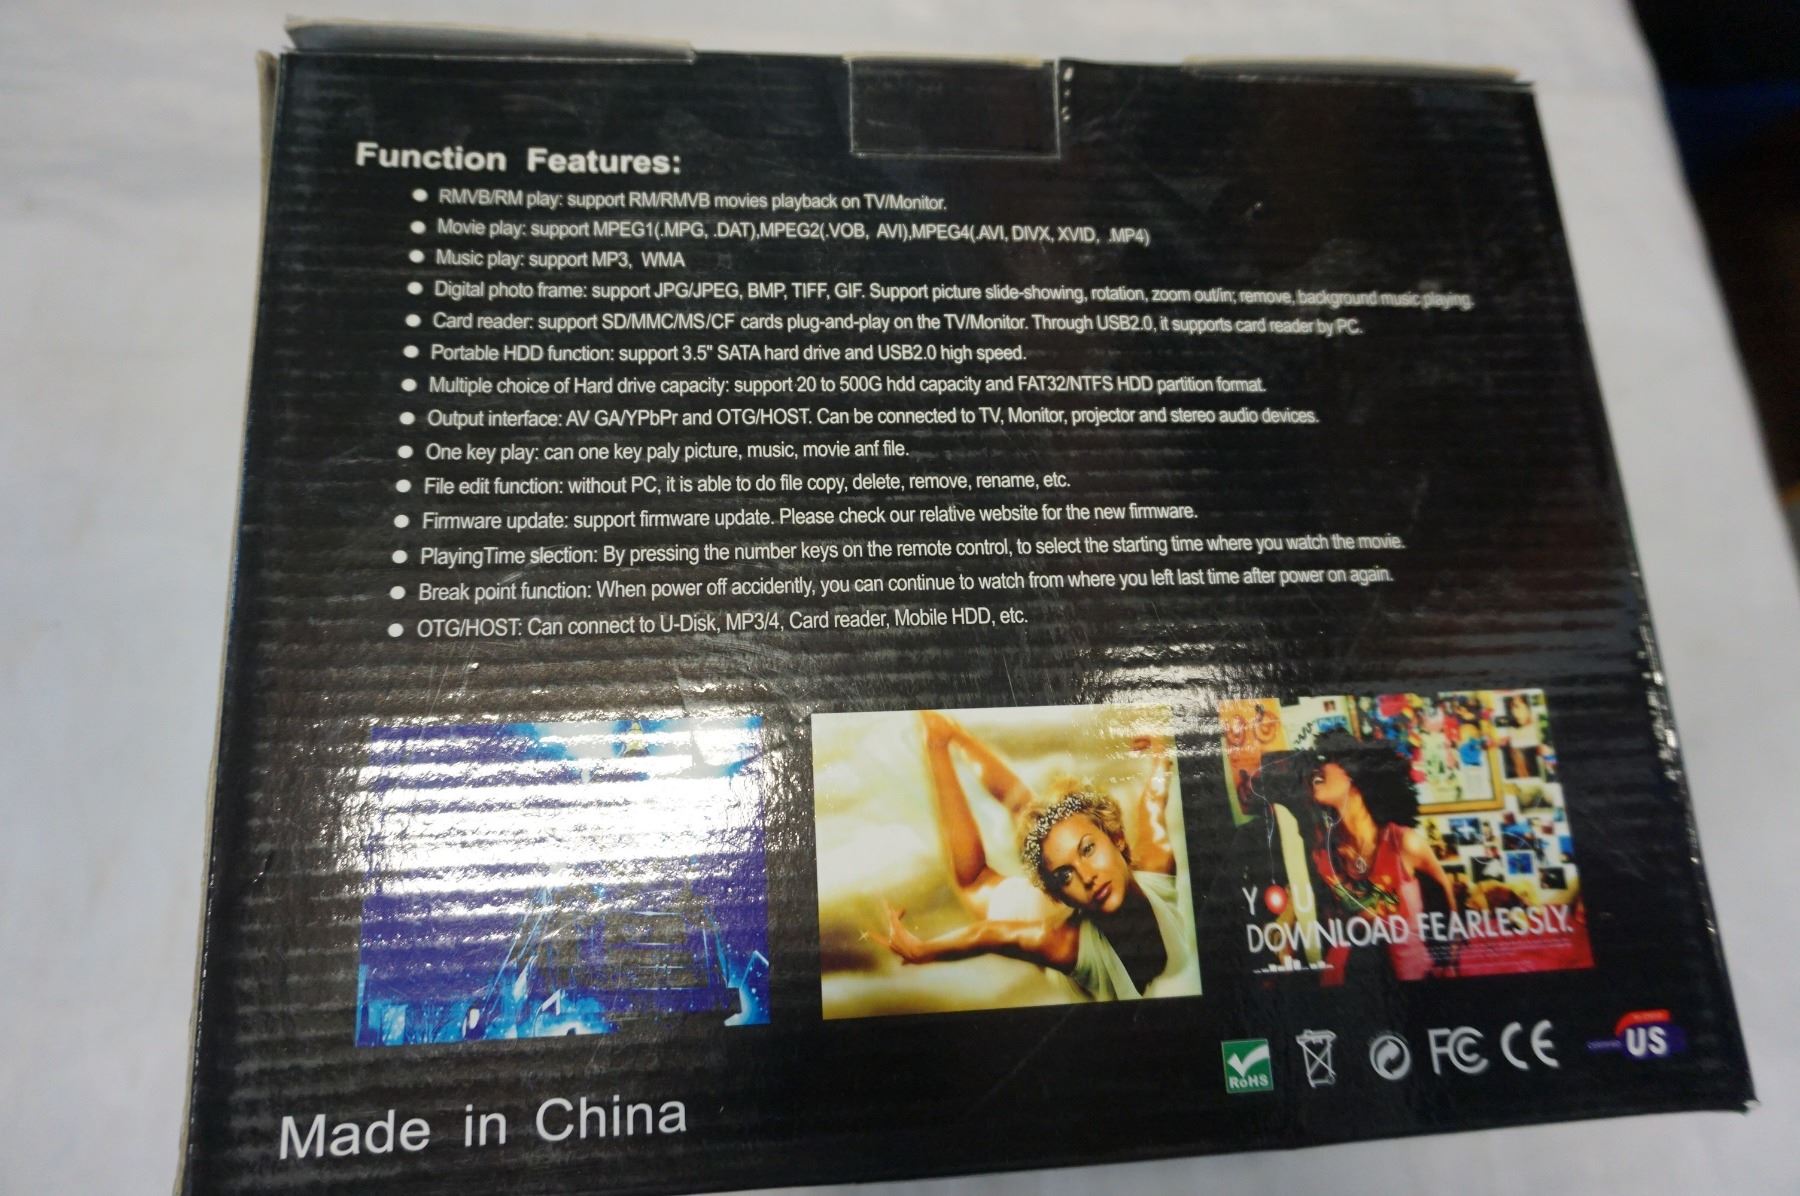 Function Features:
RMVB/RM play: support RM/RMVB movies playback on TV/Monitor.
Movie play: support MPEG1(.MPG, .DAT),MPEG2(.VOB, AVI),MPEG4(.AVI, DIVX, XVID, .MP4)
Music play: support MP3, WMA
Digital photo frame: support JPG/JPEG, BMP, TIFF, GIF. Support picture slide-showing, rotation, zoom out/in; remove, background music playing.
Card reader: support SD/MMC/MS/CF cards plug-and-play on the TV/Monitor. Through USB2.0, it supports card reader by PC.
Portable HDD function: support 3.5" SATA hard drive and USB2.0 high speed.
Multiple choice of Hard drive capacity: support 20 to 500G hdd capacity and FAT32/NTFS HDD partition format.
Output interface: AV GA/YPbPr and OTG/HOST. Can be connected to TV, Monitor, projector and stereo audio devices.
One key play: can one key paly picture, music, movie anf file.
File edit function: without PC, it is able to do file copy, delete, remove, rename, etc.
Firmware update: support firmware update. Please check our relative website for the new firmware.
PlayingTime slection: By pressing the number keys on the remote control, to select the starting time where you watch the movie.
Break point function: When power off accidently, you can continue to watch from where you left last time after power on again.
OTG/HOST: Can connect to U-Disk, MP3/4, Card reader, Mobile HDD, etc.
YOU
DOWNLOAD FEARLESSLY.
RoHS FC CE US
Made in China